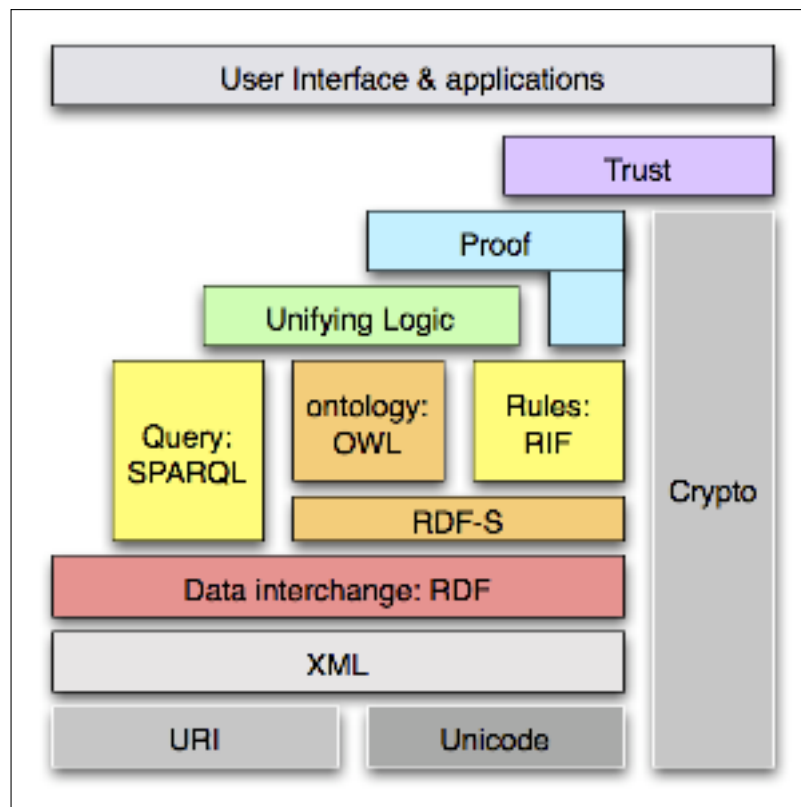 User Interface & applications
Trust
Proof
Unifying Logic
Query:
SPARQL
ontology:
OWL
Rules:
RIF
Crypto
RDF-S
Data interchange: RDF
XML
URI
Unicode